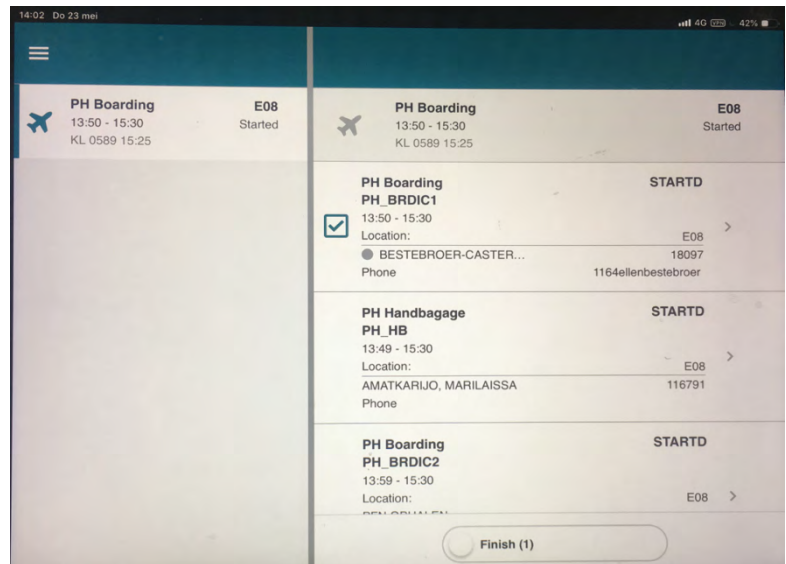 14:02 Do 23 mei
4G VPN 42%
PH Boarding E08
13:50 - 15:30 Started
KL 0589 15:25
PH Boarding E08
13:50 - 15:30 Started
KL 0589 15:25
PH Boarding STARTD
PH_BRDIC1
13:50 - 15:30
Location: E08
BESTEBROER-CASTER... 18097
Phone 1164ellenbestebroer
PH Handbagage STARTD
PH_HB
13:49 - 15:30
Location: E08
AMATKARIJO, MARILAISSA 116791
Phone
PH Boarding STARTD
PH_BRDIC2
13:59 - 15:30
Location: E08
Finish (1)